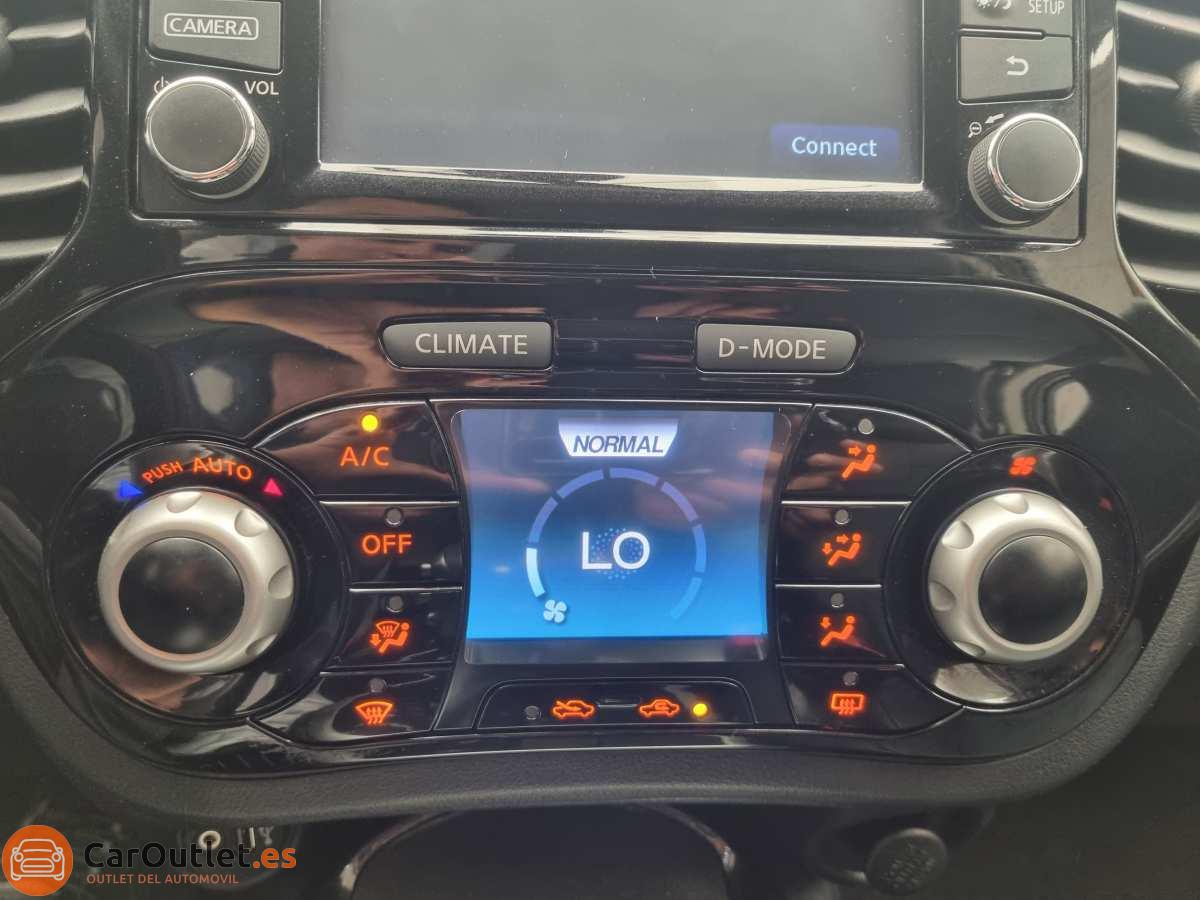 CAMERA
SETUP
VOL
Connect
CLIMATE
D-MODE
PUSH AUTO
A/C
NORMAL
OFF
LO
CarOutlet.es
OUTLET DEL AUTOMOVIL